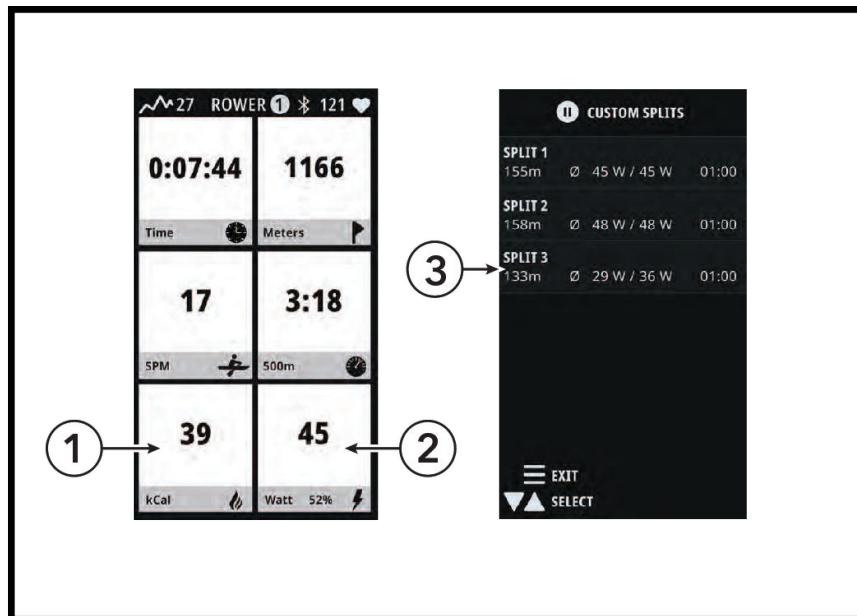 27 ROWER 1 121
0:07:44
Time
1166
Meters
17
SPM
3:18
500m
39
kCal
45
Watt 52%
1
2
CUSTOM SPLITS
SPLIT 1
155m Ø 45 W / 45 W 01:00
SPLIT 2
158m Ø 48 W / 48 W 01:00
SPLIT 3
133m Ø 29 W / 36 W 01:00
3
EXIT
SELECT